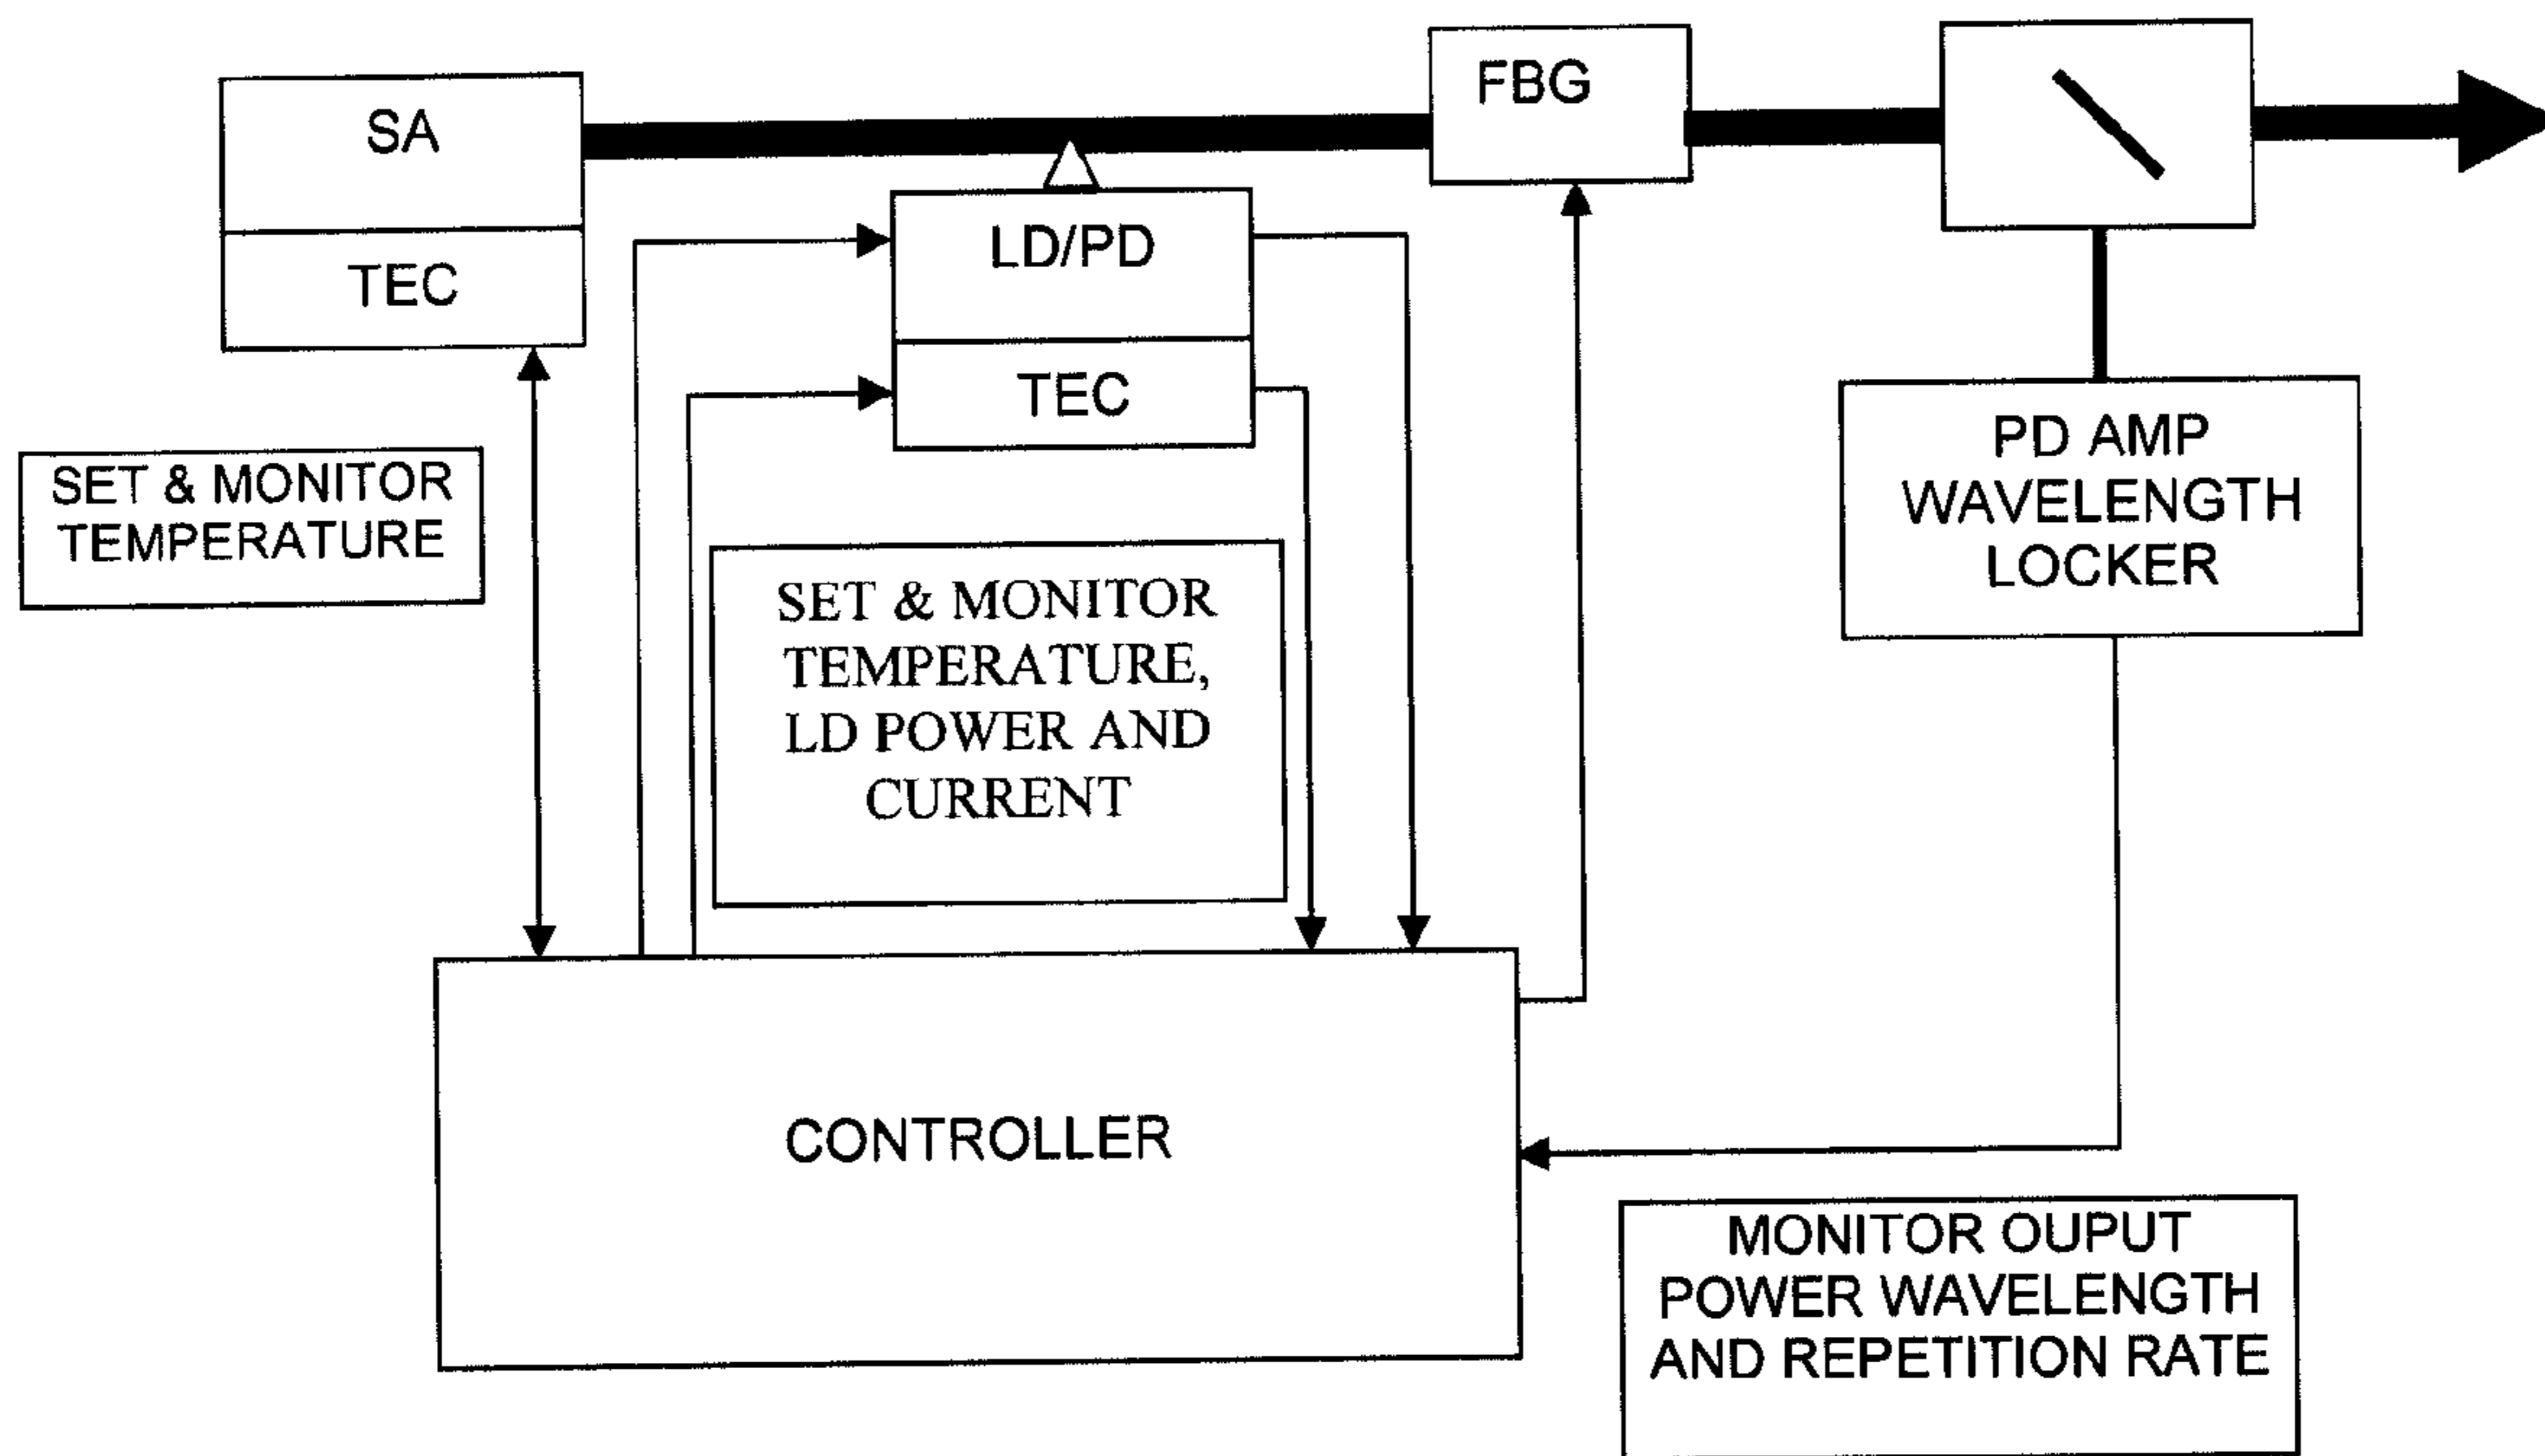 SA
TEC
FBG
LD/PD
TEC
SET & MONITOR
TEMPERATURE
SET & MONITOR
TEMPERATURE,
LD POWER AND
CURRENT
PD AMP
WAVELENGTH
LOCKER
CONTROLLER
MONITOR OUPUT
POWER WAVELENGTH
AND REPETITION RATE